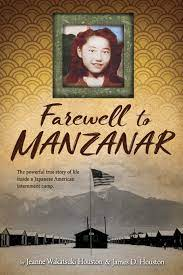 Farewell to
MANZANAR
The powerful true story of life
inside a Japanese American
internment camp.
by Jeanne Wakatsuki Houston & James D. Houston